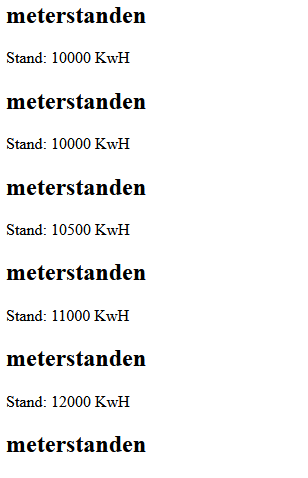 meterstanden
Stand: 10000 KwH
meterstanden
Stand: 10000 KwH
meterstanden
Stand: 10500 KwH
meterstanden
Stand: 11000 KwH
meterstanden
Stand: 12000 KwH
meterstanden